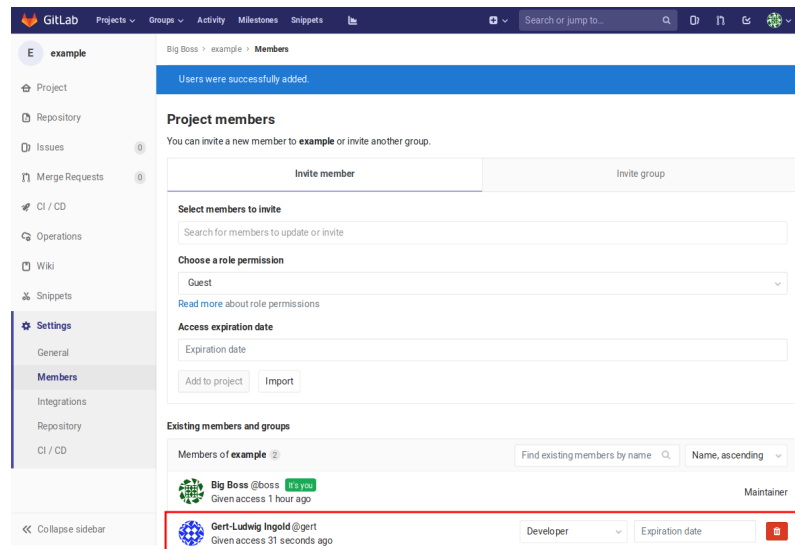 GitLab Projects Groups Activity Milestones Snippets Search or jump to...
E example
Big Boss > example > Members
Users were successfully added.
Project
Repository
Issues 0
Merge Requests 0
CI / CD
Operations
Wiki
Snippets
Settings
General
Members
Integrations
Repository
CI / CD
Collapse sidebar
Project members
You can invite a new member to example or invite another group.
Invite member Invite group
Select members to invite
Search for members to update or invite
Choose a role permission
Guest
Read more about role permissions
Access expiration date
Expiration date
Add to project Import
Existing members and groups
Members of example 2 Find existing members by name Name, ascending
Big Boss @boss It's you
Given access 1 hour ago
Maintainer
Gert-Ludwig Ingold @gert
Given access 31 seconds ago
Developer Expiration date